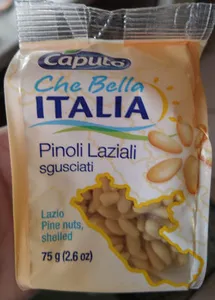 Caputo
Che Bella
ITALIA
Pinoli Laziali
sgusciati
Lazio
Pine nuts,
shelled
75 g (2.6 oz)